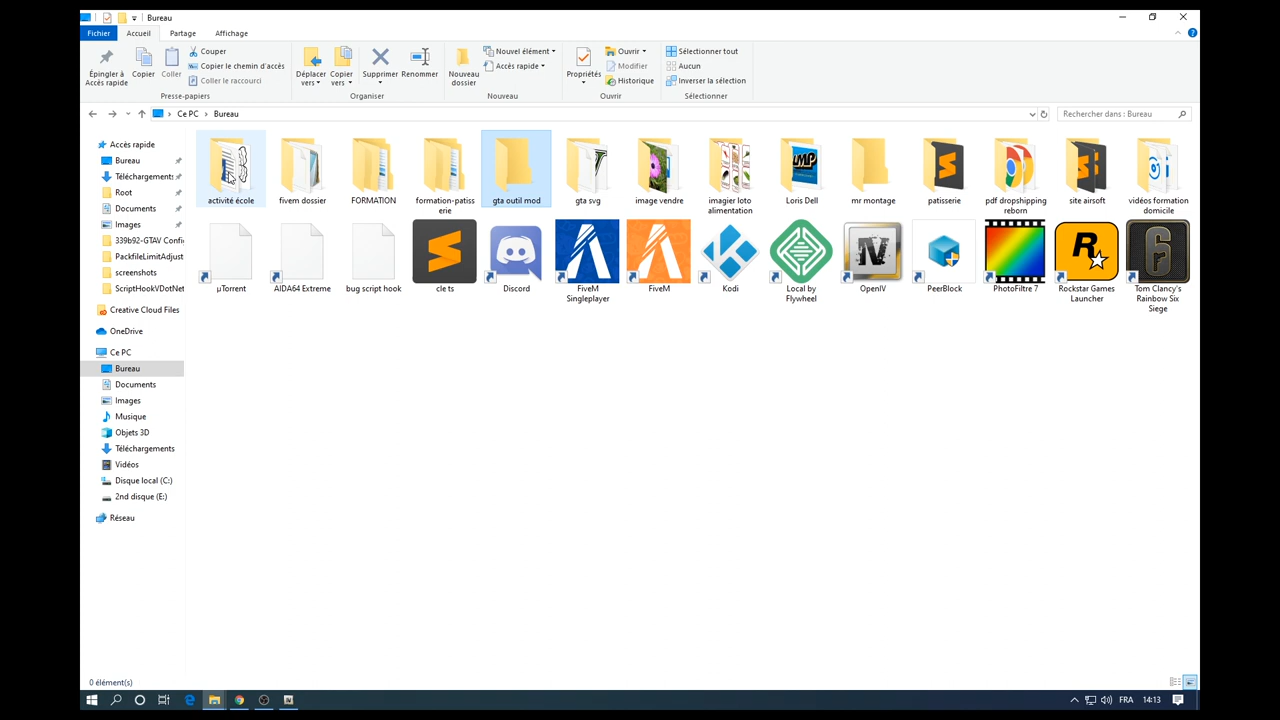 Bureau
Fichier
Accueil
Partage
Affichage
Épingler à
Accès rapide
Copier
Coller
Couper
Copier le chemin d'accès
Coller le raccourci
Presse-papiers
Déplacer
vers
Copier
vers
Supprimer
Renommer
Organiser
Nouveau
dossier
Nouvel élément
Accès rapide
Nouveau
Propriétés
Ouvrir
Modifier
Historique
Ouvrir
Sélectionner tout
Aucun
Inverser la sélection
Sélectionner
Ce PC
Bureau
Rechercher dans : Bureau
Accès rapide
Bureau
Téléchargements
Root
Documents
Images
339b92-GTAV Confi
PackfileLimitAdjust
screenshots
ScriptHookVDotNet
Creative Cloud Files
OneDrive
Ce PC
Bureau
Documents
Images
Musique
Objets 3D
Téléchargements
Vidéos
Disque local (C:)
2nd disque (E:)
Réseau
activité école
fivem dossier
FORMATION
formation-patiss
erie
gta outil mod
gta svg
image vendre
imagier loto
alimentation
Loris Dell
mr montage
patisserie
pdf dropshipping
reborn
site airsoft
vidéos formation
domicile
µTorrent
AIDA64 Extreme
bug script hook
cle ts
Discord
FiveM
Singleplayer
FiveM
Kodi
Local by
Flywheel
OpenIV
PeerBlock
PhotoFiltre 7
Rockstar Games
Launcher
Tom Clancy's
Rainbow Six
Siege
0 élément(s)
FRA
14:13